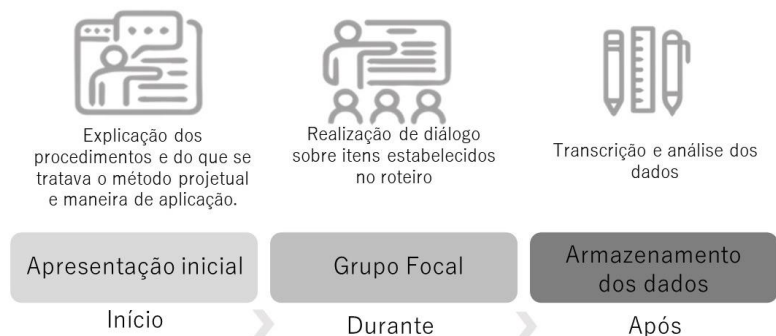 Explicação dos
procedimentos e do que se
tratava o método projetual
e maneira de aplicação.
Realização de diálogo
sobre itens estabelecidos
no roteiro
Transcrição e análise dos
dados
Apresentação inicial
Grupo Focal
Armazenamento
dos dados
Início
Durante
Após